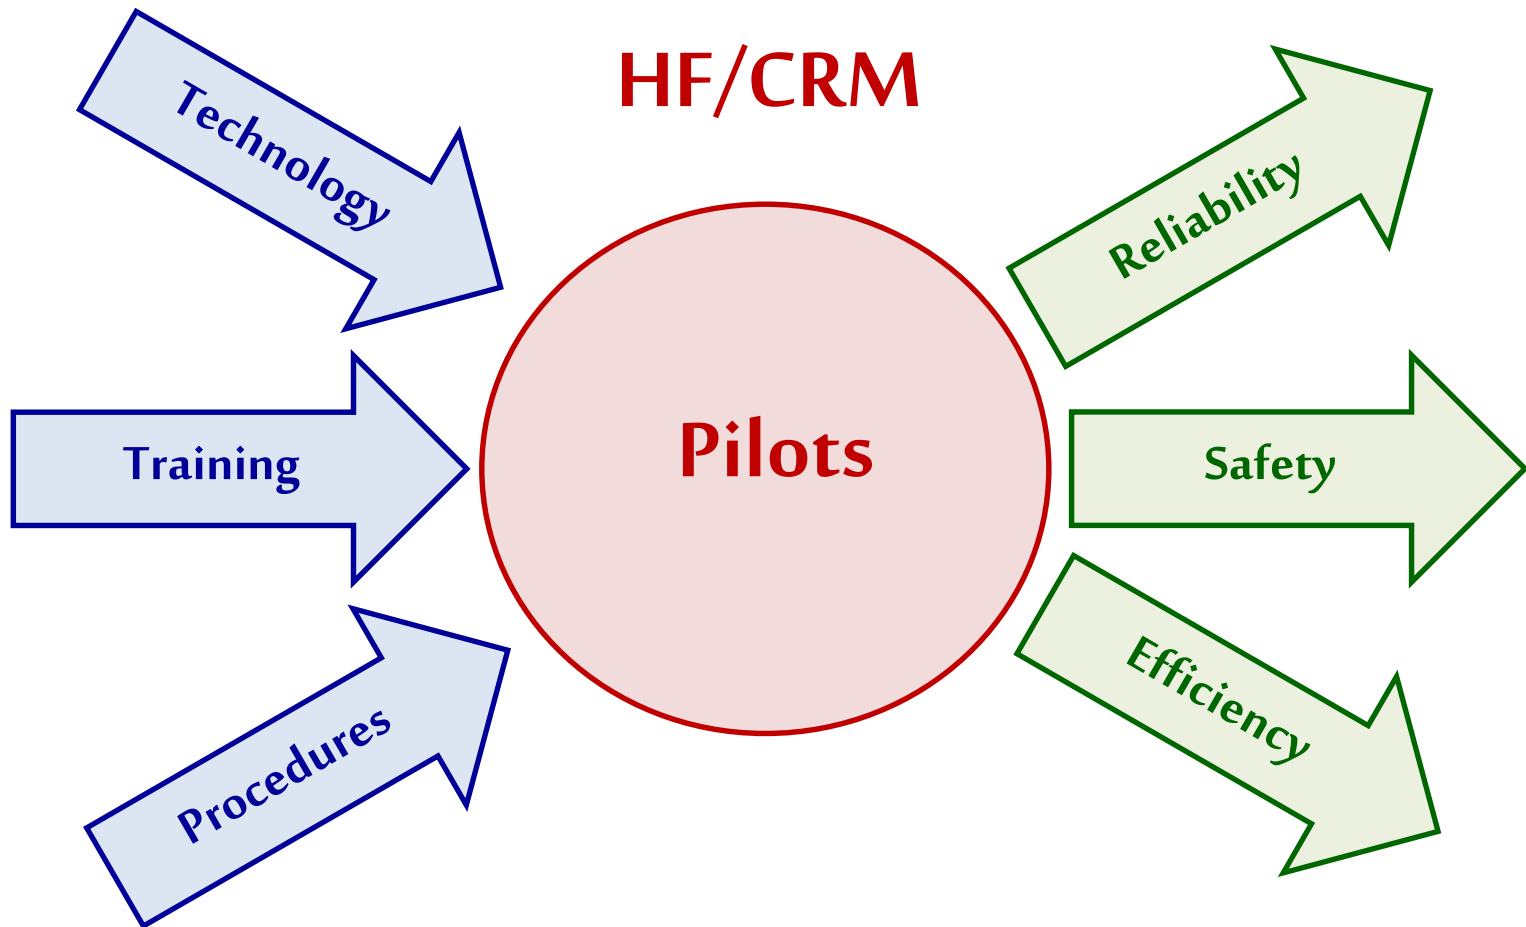 HF/CRM
Technology
Training
Procedures
Pilots
Reliability
Safety
Efficiency